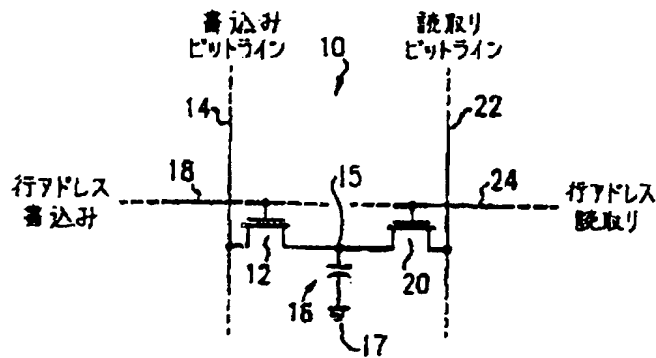 書込み
ビットライン
読取り
ビットライン
10
14
22
18
15
24
行アドレス
書込み
行アドレス
読取り
12
20
16
17